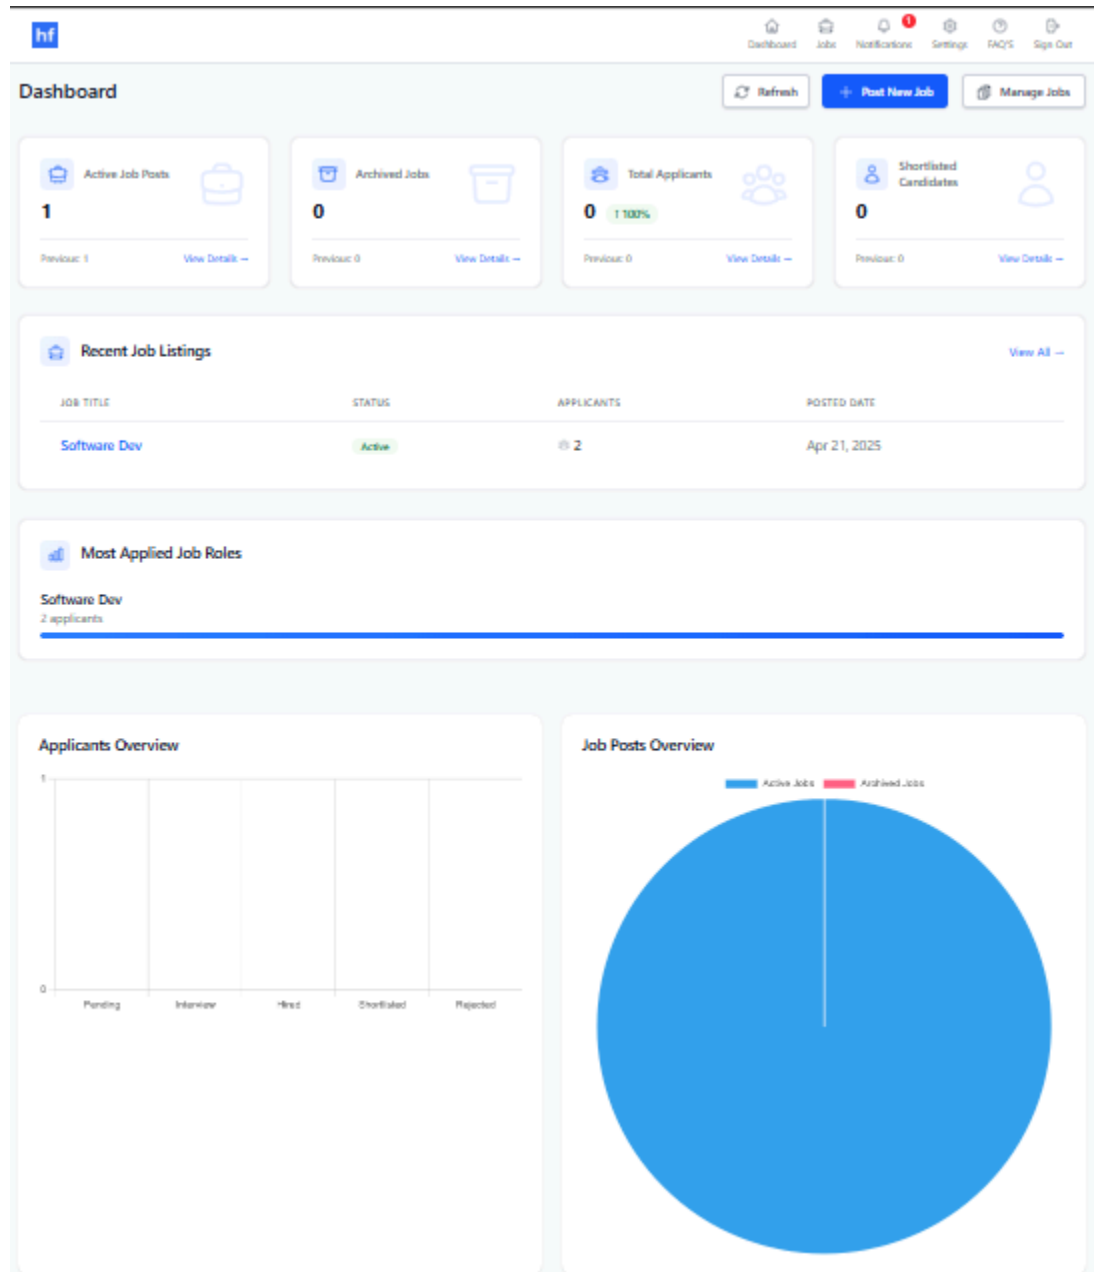 hf
1
Dashboard Jobs Notifications Settings FAQ'S Sign Out
Dashboard
Refresh
+ Post New Job
Manage Jobs
Active Job Posts
1
Previous: 1
View Details →
Archived Jobs
0
Previous: 0
View Details →
Total Applicants
0 ↑ 100%
Previous: 0
View Details →
Shortlisted
Candidates
0
Previous: 0
View Details →
Recent Job Listings
View All →
JOB TITLE STATUS APPLICANTS POSTED DATE
Software Dev Active 2 Apr 21, 2025
Most Applied Job Roles
Software Dev
2 applicants
Applicants Overview
1
0
Pending Interview Hired Shortlisted Rejected
Job Posts Overview
Active Jobs Archived Jobs